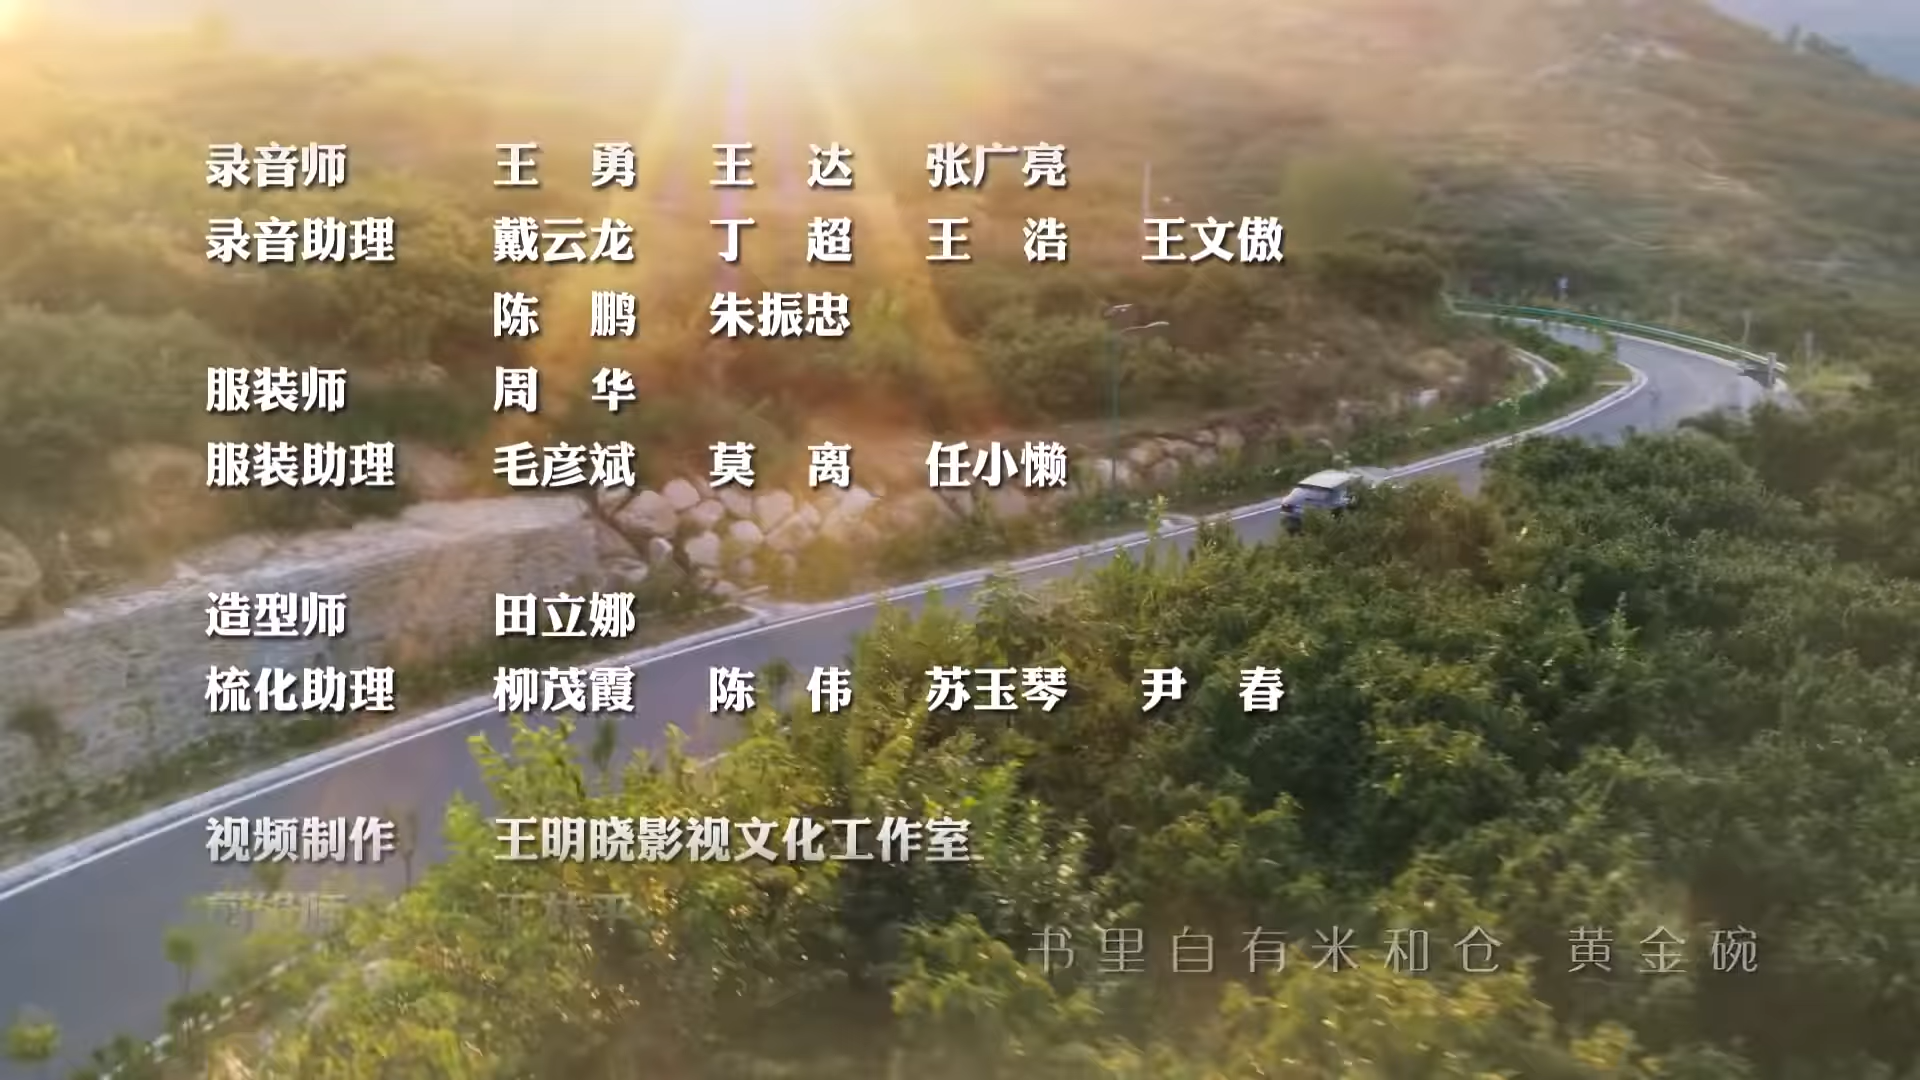 录音师 王 勇 王 达 张广亮
录音助理 戴云龙 丁 超 王 浩 王文傲
陈 鹏 朱振忠
服装师 周 华
服装助理 毛彦斌 莫 离 任小懒
造型师 田立娜
梳化助理 柳茂霞 陈 伟 苏玉琴 尹 春
视频制作 王明晓影视文化工作室
书里自有米和仓 黄金碗